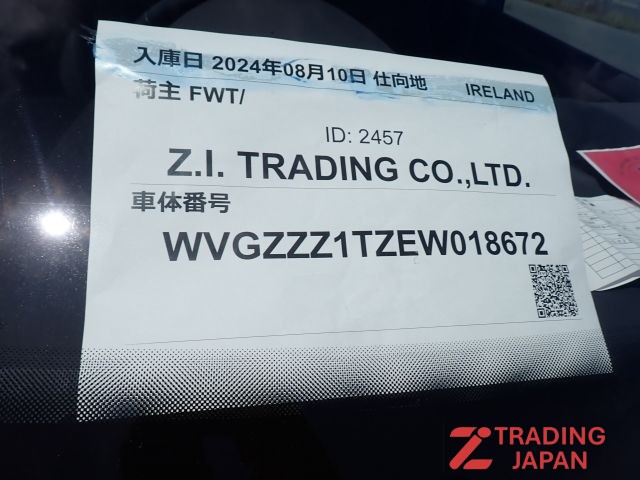 入庫日 2024年08月10日 仕向地 IRELAND
荷主 FWT/
ID: 2457
Z.I. TRADING CO.,LTD.
車体番号
WVGZZZ1TZEW018672
TRADING
JAPAN